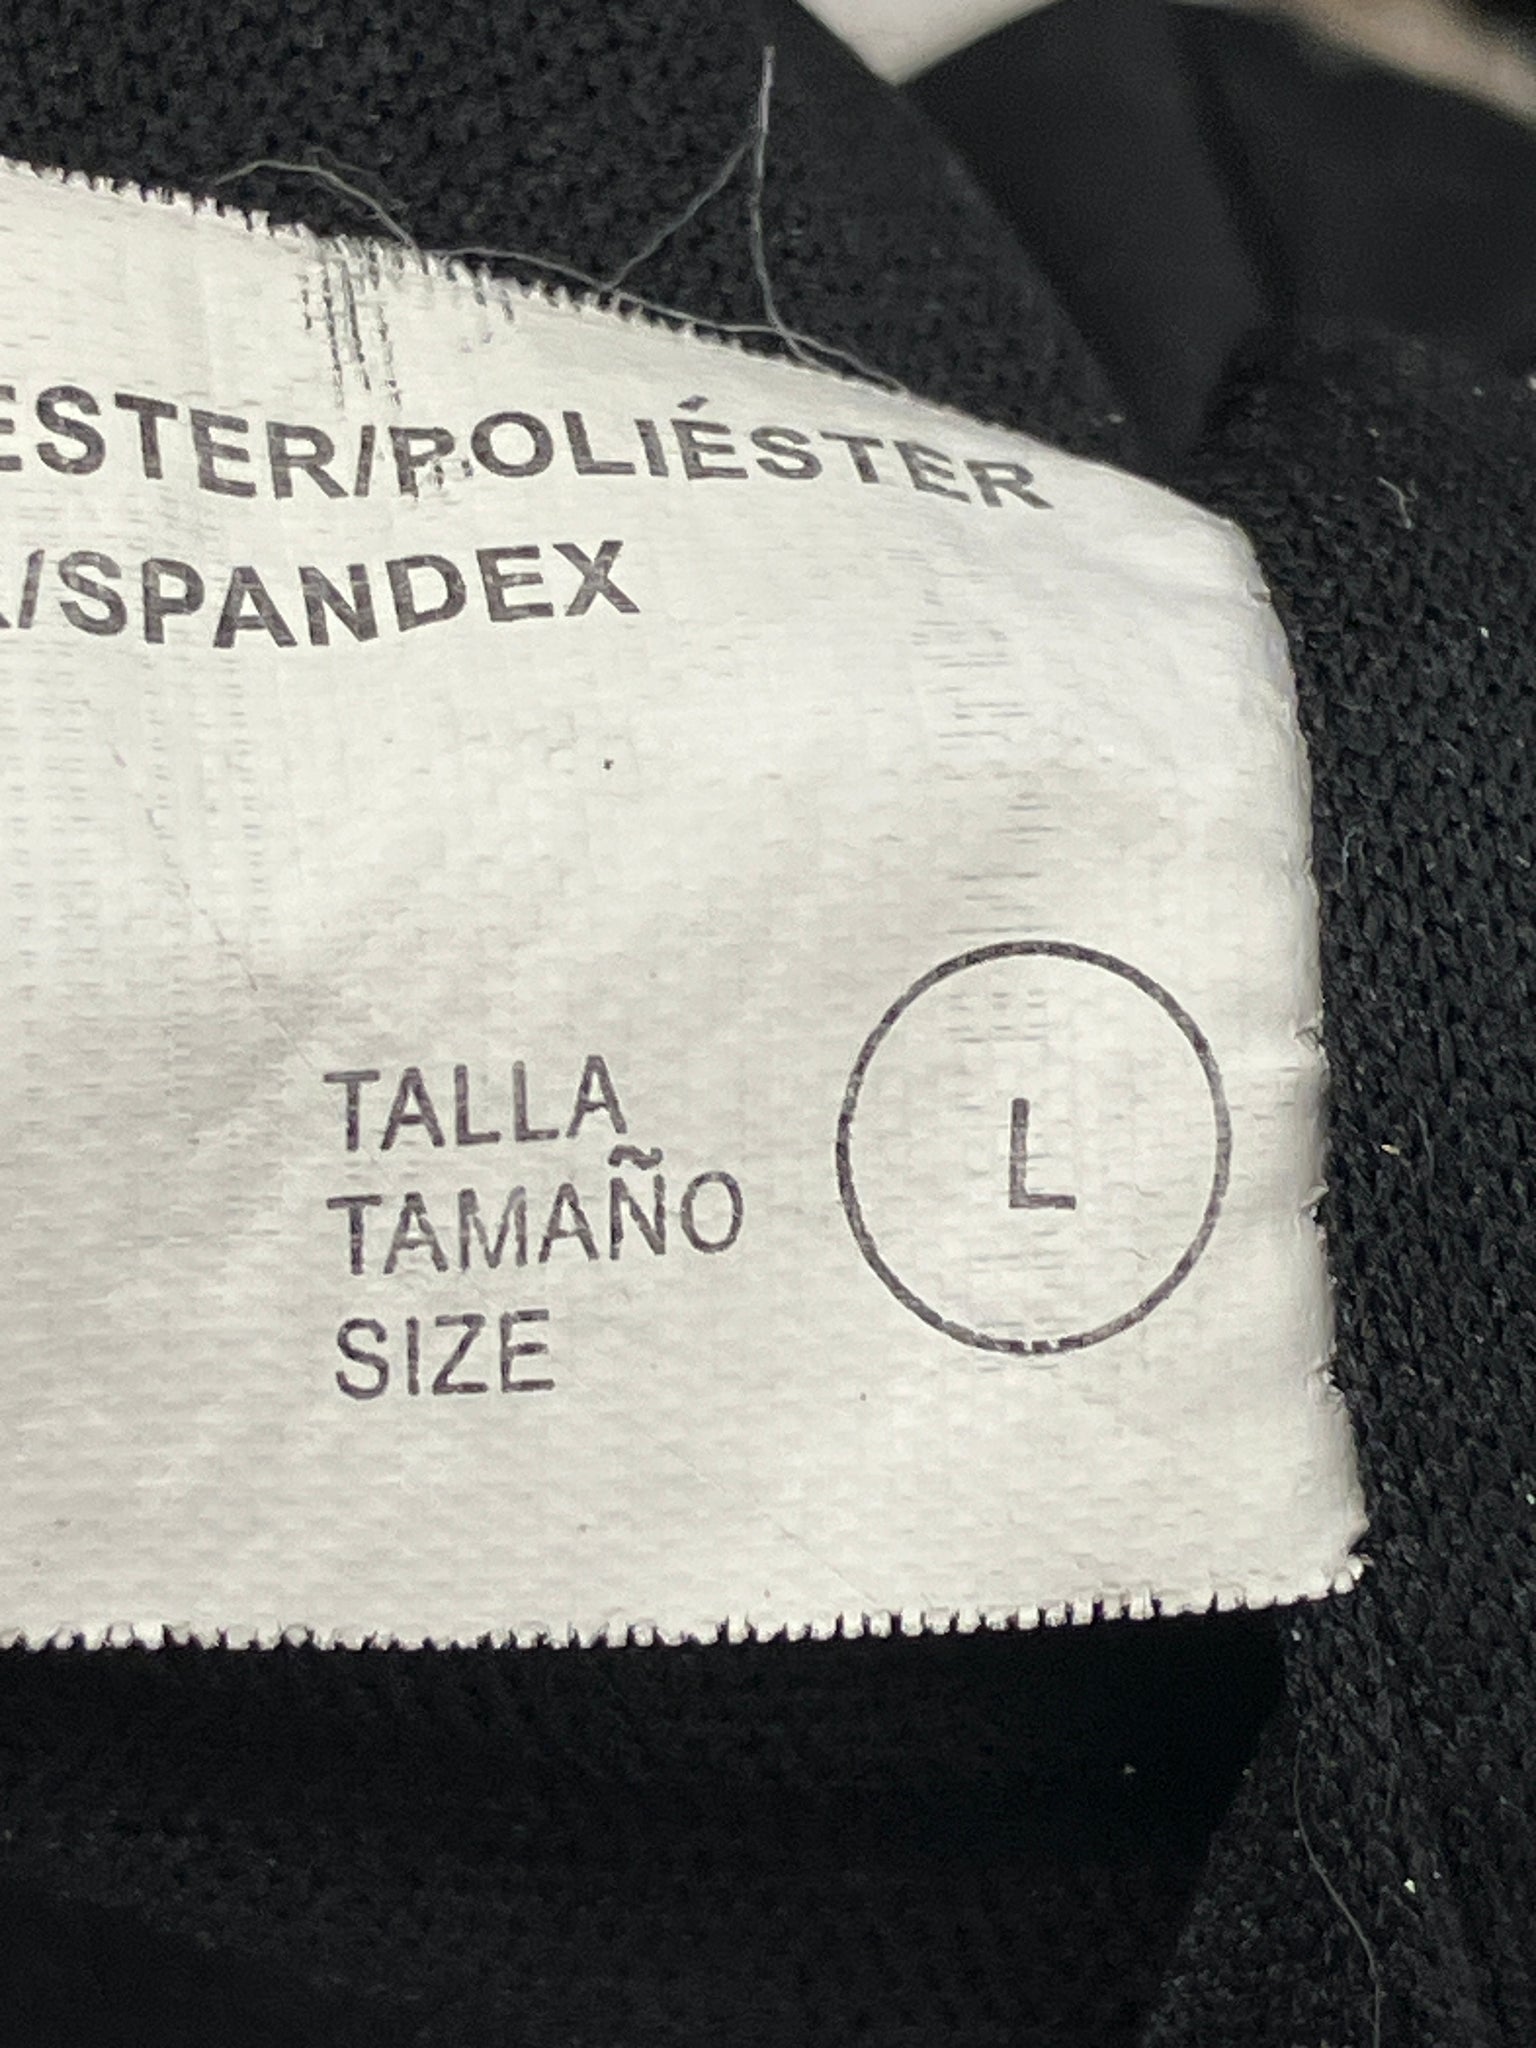 ESTER/POLIÉSTER
/SPANDEX
TALLA
TAMAÑO
SIZE
L